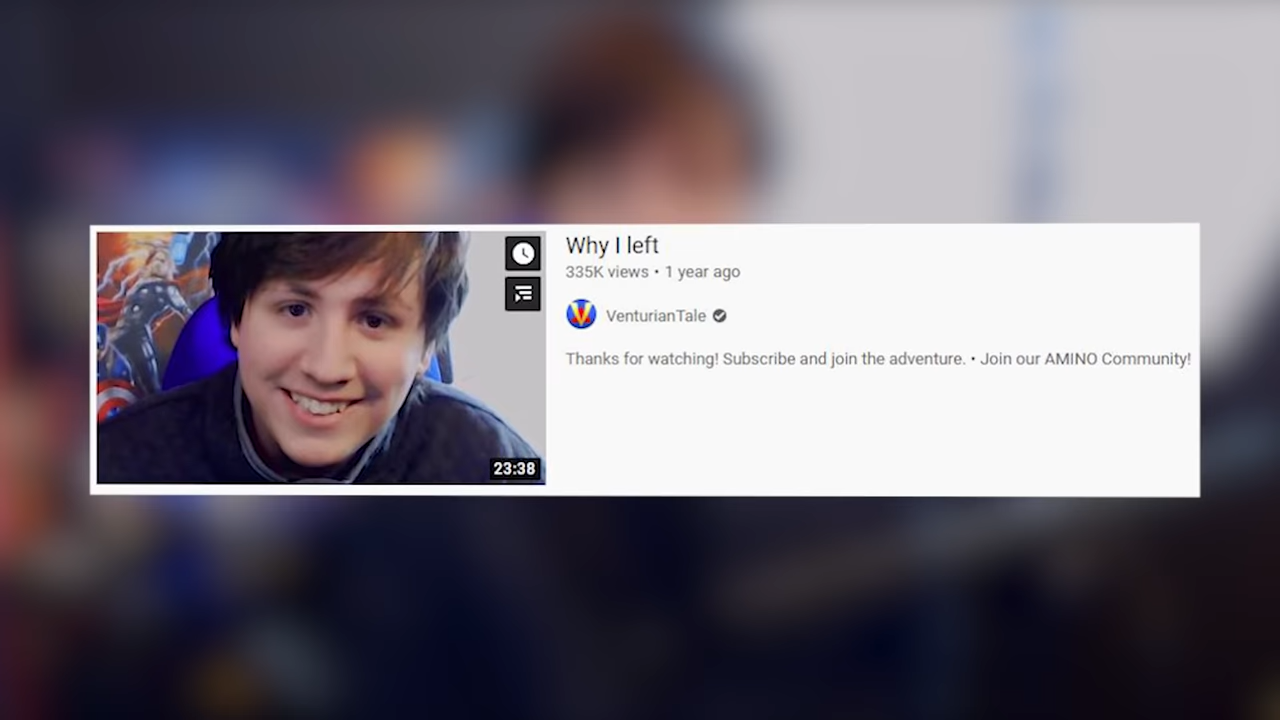 Why I left
335K views • 1 year ago
VenturianTale
Thanks for watching! Subscribe and join the adventure. • Join our AMINO Community!
23:38